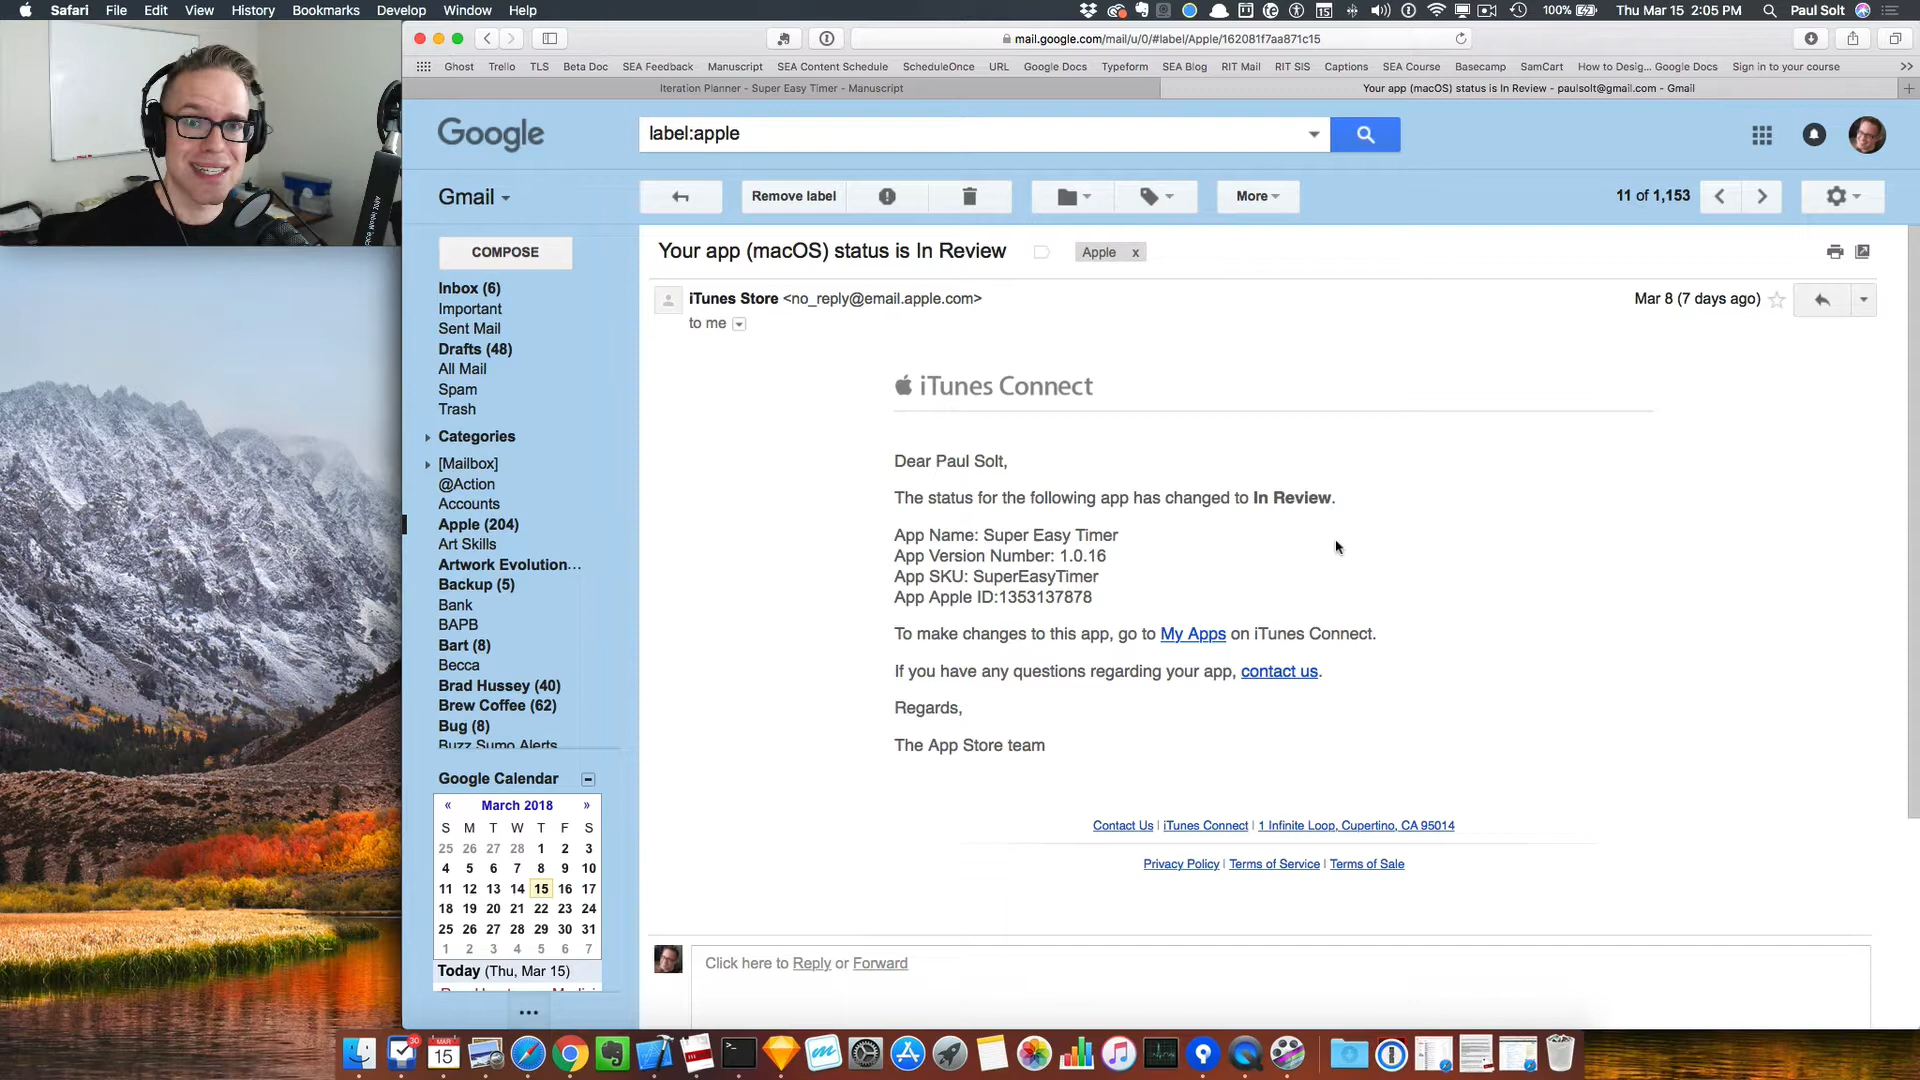 Safari File Edit View History Bookmarks Develop Window Help
100% Thu Mar 15 2:05 PM Paul Solt
mail.google.com/mail/u/0/#label/Apple/162081f7aa871c15
Ghost Trello TLS Beta Doc SEA Feedback Manuscript SEA Content Schedule ScheduleOnce URL Google Docs Typeform SEA Blog RIT Mail RIT SIS Captions SEA Course Basecamp SamCart How to Desig... Google Docs Sign in to your course
Iteration Planner - Super Easy Timer - Manuscript
Your app (macOS) status is In Review - paulsolt@gmail.com - Gmail
Google
label:apple
Gmail
Remove label
More
11 of 1,153
COMPOSE
Inbox (6)
Important
Sent Mail
Drafts (48)
All Mail
Spam
Trash
Categories
[Mailbox]
@Action
Accounts
Apple (204)
Art Skills
Artwork Evolution...
Backup (5)
Bank
BAPB
Bart (8)
Becca
Brad Hussey (40)
Brew Coffee (62)
Bug (8)
Buzz Sumo Alerts
Google Calendar
« March 2018 »
S M T W T F S
25 26 27 28 1 2 3
4 5 6 7 8 9 10
11 12 13 14 15 16 17
18 19 20 21 22 23 24
25 26 27 28 29 30 31
1 2 3 4 5 6 7
Today (Thu, Mar 15)
Your app (macOS) status is In Review
Apple x
iTunes Store <no_reply@email.apple.com>
Mar 8 (7 days ago)
to me
iTunes Connect
Dear Paul Solt,
The status for the following app has changed to In Review.
App Name: Super Easy Timer
App Version Number: 1.0.16
App SKU: SuperEasyTimer
App Apple ID:1353137878
To make changes to this app, go to My Apps on iTunes Connect.
If you have any questions regarding your app, contact us.
Regards,
The App Store team
Contact Us | iTunes Connect | 1 Infinite Loop, Cupertino, CA 95014
Privacy Policy | Terms of Service | Terms of Sale
Click here to Reply or Forward
30
MAR
15